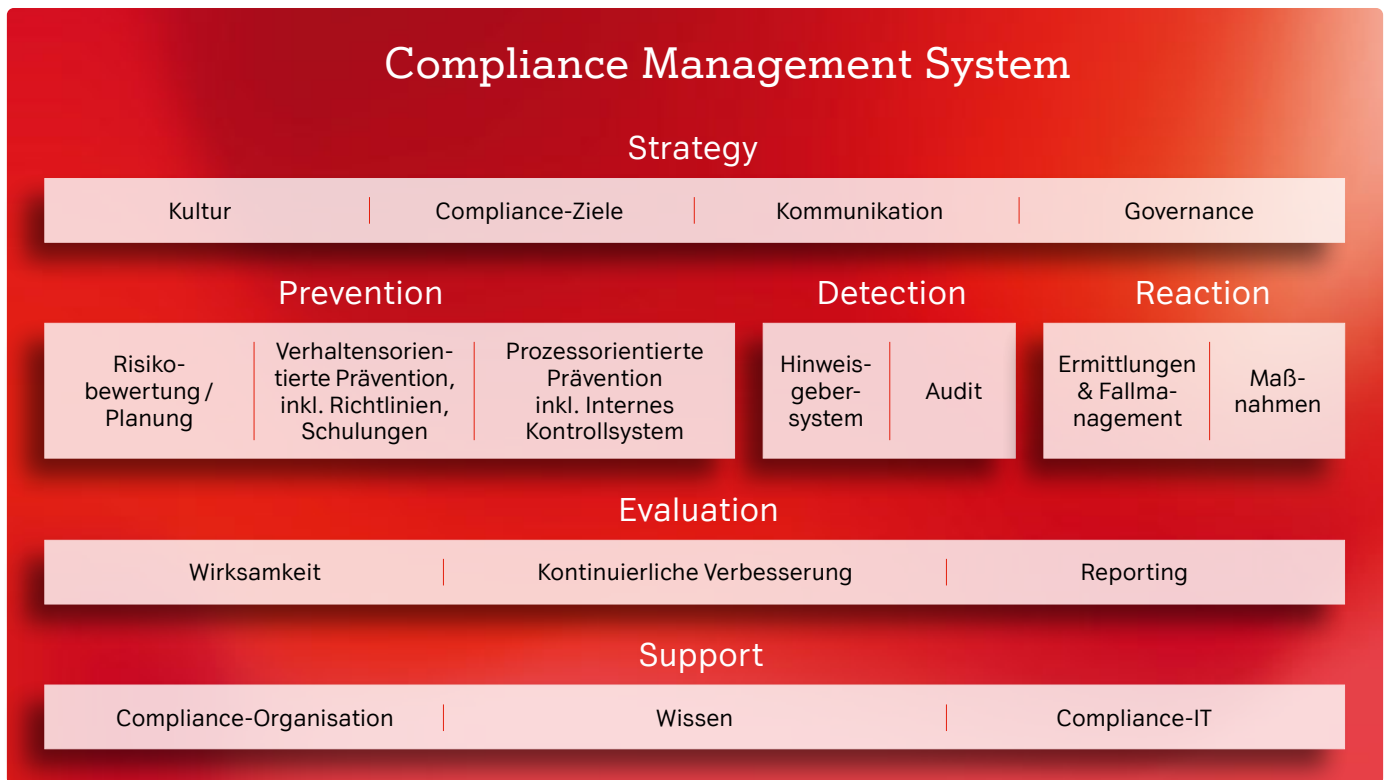 Compliance Management System
Strategy
Kultur
Compliance-Ziele
Kommunikation
Governance
Prevention
Risiko-
bewertung /
Planung
Verhaltensorien-
tierte Prävention,
inkl. Richtlinien,
Schulungen
Prozessorientierte
Prävention
inkl. Internes
Kontrollsystem
Detection
Hinweis-
geber-
system
Audit
Reaction
Ermittlungen
& Fallma-
nagement
Maß-
nahmen
Evaluation
Wirksamkeit
Kontinuierliche Verbesserung
Reporting
Support
Compliance-Organisation
Wissen
Compliance-IT